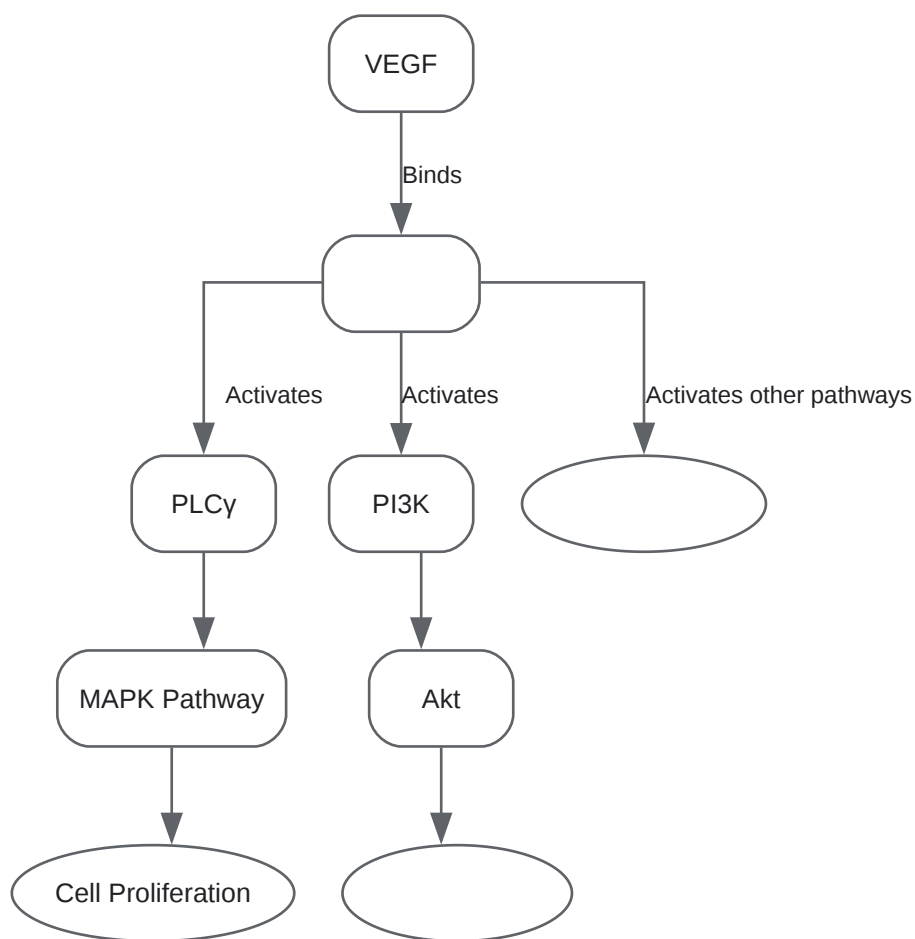 VEGF
Binds
Activates
Activates
Activates other pathways
PLCγ
PI3K
MAPK Pathway
Akt
Cell Proliferation